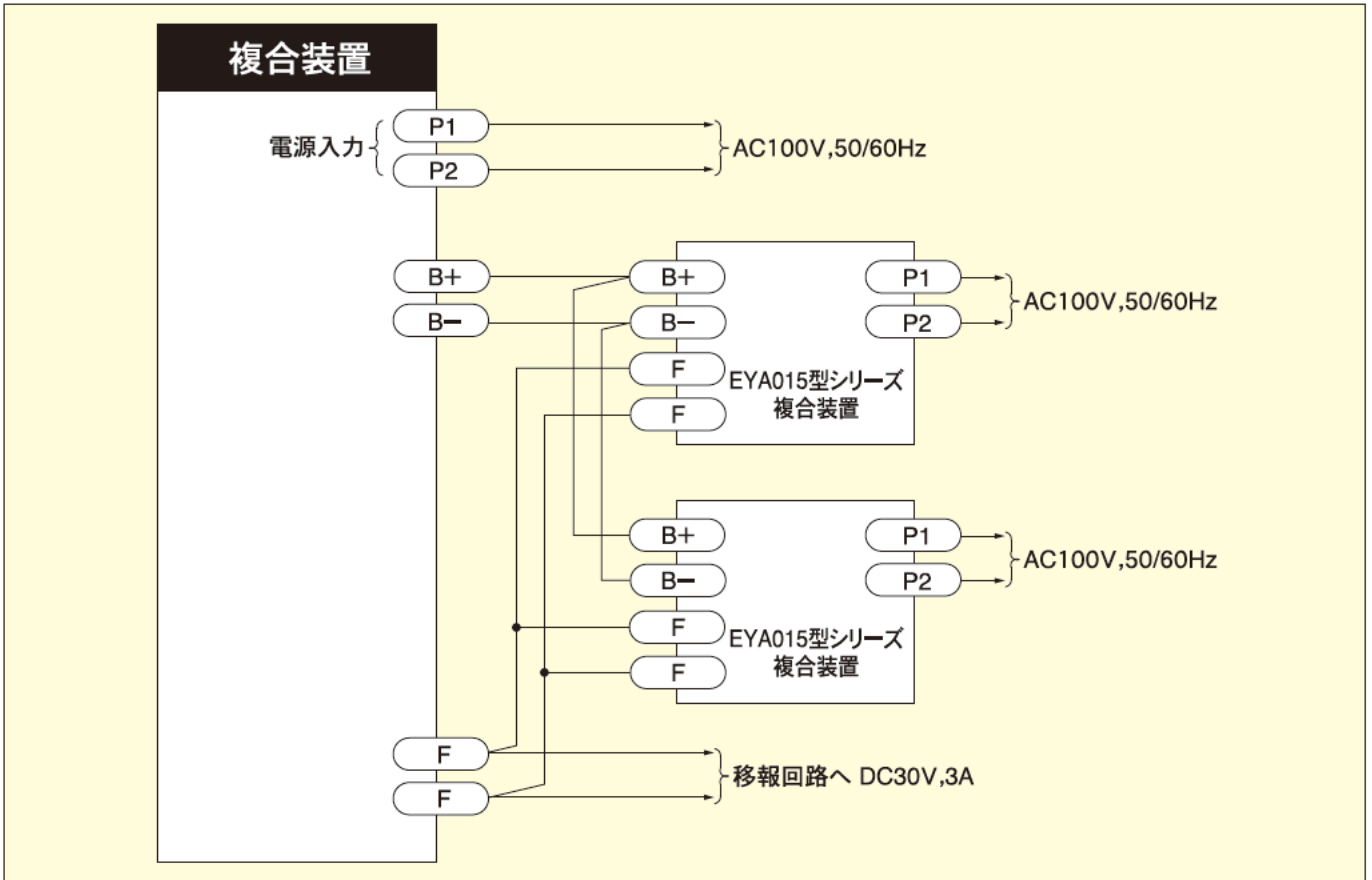 複合装置
電源入力
P1
P2
AC100V,50/60Hz
B+
B−
B+
B−
F
F
EYA015型シリーズ
複合装置
P1
P2
AC100V,50/60Hz
B+
B−
F
F
EYA015型シリーズ
複合装置
P1
P2
AC100V,50/60Hz
F
F
移報回路へ DC30V,3A